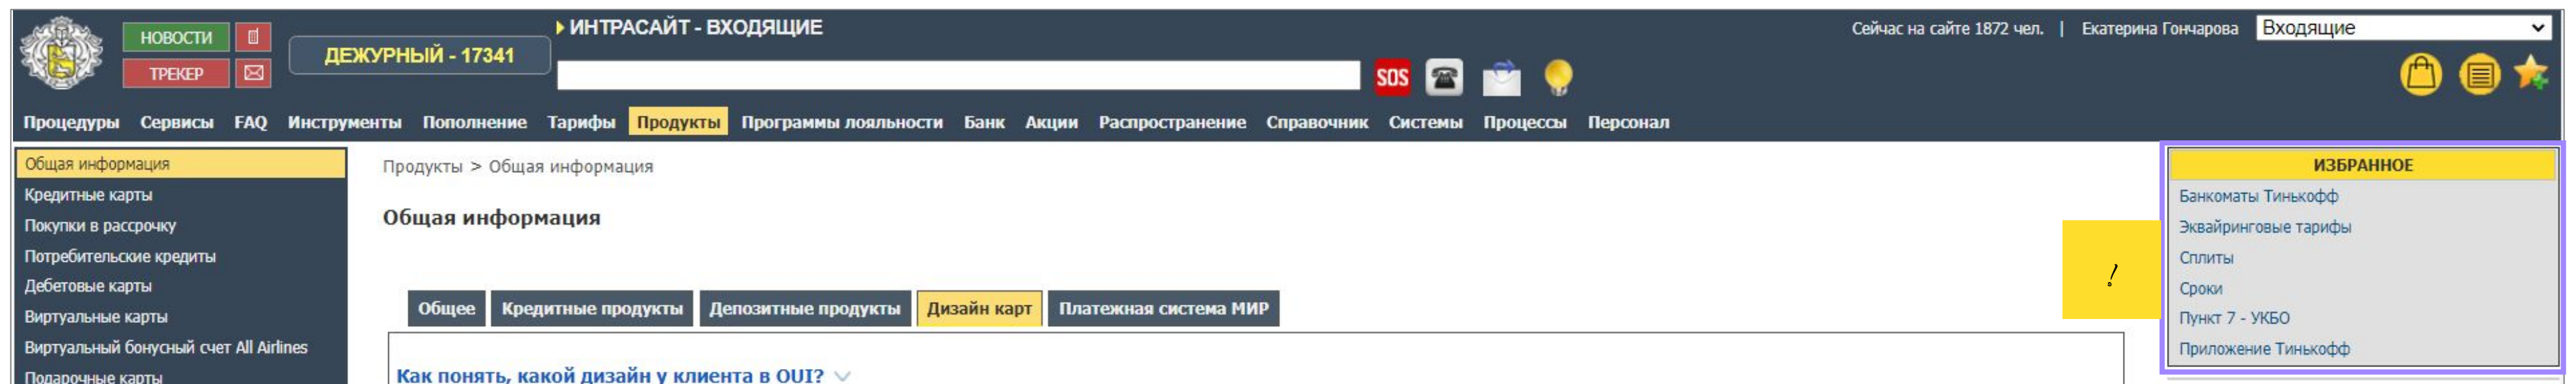 НОВОСТИ
ТРЕКЕР
ДЕЖУРНЫЙ - 17341
ИНТРАСАЙТ - ВХОДЯЩИЕ
SOS
Сейчас на сайте 1872 чел. | Екатерина Гончарова Входящие
Процедуры Сервисы FAQ Инструменты Пополнение Тарифы Продукты Программы лояльности Банк Акции Распространение Справочник Системы Процессы Персонал
Общая информация
Кредитные карты
Покупки в рассрочку
Потребительские кредиты
Дебетовые карты
Виртуальные карты
Виртуальный бонусный счет All Airlines
Подарочные карты
Продукты > Общая информация
Общая информация
Общее Кредитные продукты Депозитные продукты Дизайн карт Платежная система МИР
Как понять, какой дизайн у клиента в OUI?
!
ИЗБРАННОЕ
Банкоматы Тинькофф
Эквайринговые тарифы
Сплиты
Сроки
Пункт 7 - УКБО
Приложение Тинькофф